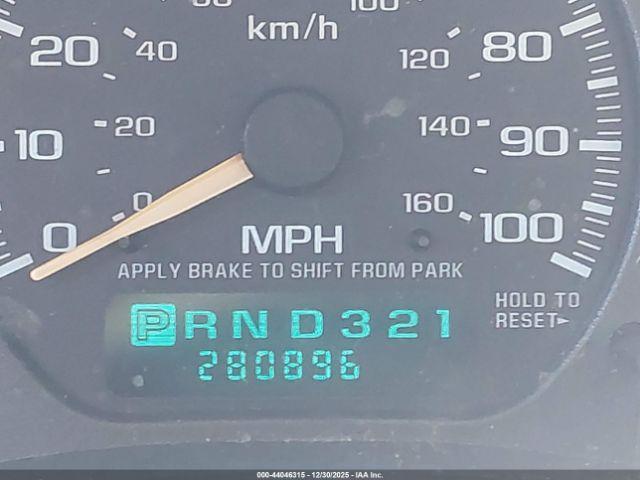 km/h
20 40 120 80
10 20 140 90
0 0 160 100
MPH
APPLY BRAKE TO SHIFT FROM PARK
HOLD TO
RESET
P R N D 3 2 1
280896
000-44046315 - 12/30/2025 - IAA Inc.